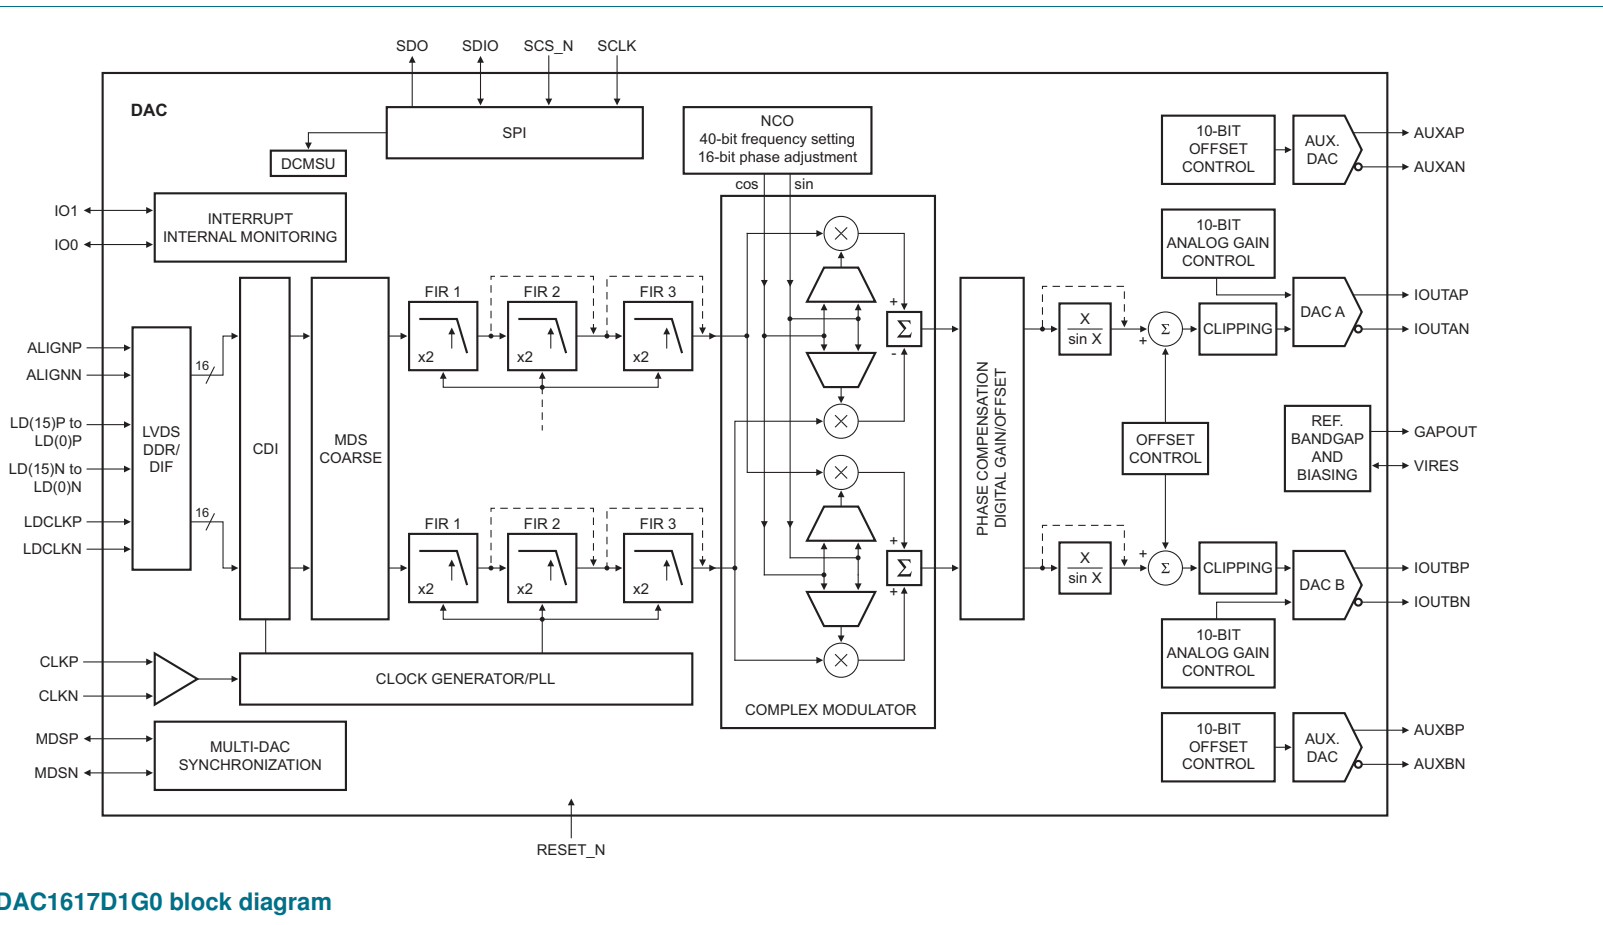 SDO SDIO SCS_N SCLK
DAC
SPI
DCMSU
NCO
40-bit frequency setting
16-bit phase adjustment
cos sin
10-BIT
OFFSET
CONTROL
AUX.
DAC
AUXAP
AUXAN
IO1
IO0
INTERRUPT
INTERNAL MONITORING
10-BIT
ANALOG GAIN
CONTROL
FIR 1 FIR 2 FIR 3
x2 x2 x2
×
+
Σ
-
×
X
sin X
Σ
+
CLIPPING
DAC A
IOUTAP
IOUTAN
ALIGNP
ALIGNN
LD(15)P to
LD(0)P
LD(15)N to
LD(0)N
LDCLKP
LDCLKN
LVDS
DDR/
DIF
16
16
CDI
MDS
COARSE
PHASE COMPENSATION
DIGITAL GAIN/OFFSET
OFFSET
CONTROL
REF.
BANDGAP
AND
BIASING
GAPOUT
VIRES
FIR 1 FIR 2 FIR 3
x2 x2 x2
×
+
Σ
+
×
X
sin X
+
Σ
CLIPPING
DAC B
IOUTBP
IOUTBN
10-BIT
ANALOG GAIN
CONTROL
CLKP
CLKN
CLOCK GENERATOR/PLL
COMPLEX MODULATOR
MDSP
MDSN
MULTI-DAC
SYNCHRONIZATION
10-BIT
OFFSET
CONTROL
AUX.
DAC
AUXBP
AUXBN
RESET_N
DAC1617D1G0 block diagram